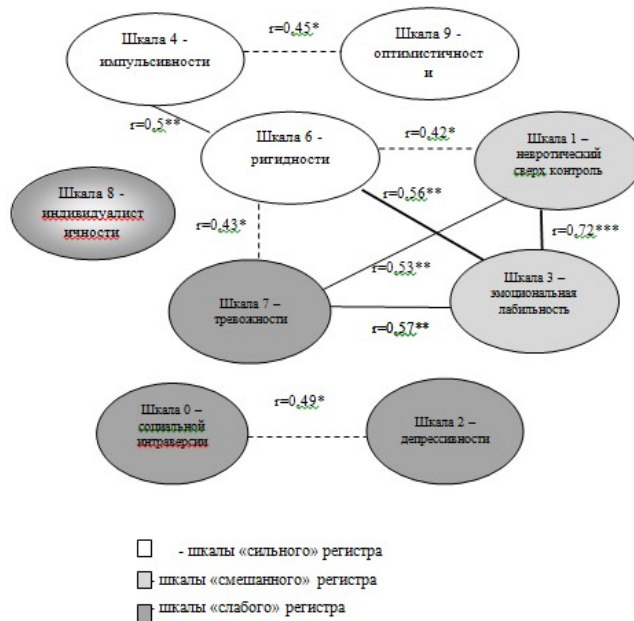 r=0,45*
Шкала 4 -
импульсивности
Шкала 9 -
оптимистичност
и
r=0,5**
Шкала 6 -
ригидности
r=0,42*
Шкала 1 –
невротический
сверх контроль
Шкала 8 -
индивидуалист
ичности
r=0,56**
r=0,43*
r=0,72***
r=0,53**
Шкала 7 –
тревожности
Шкала 3 –
эмоциональная
лабильность
r=0,57**
Шкала 0 –
социальной
интраверсии
r=0,49*
Шкала 2 –
депрессивности
- шкалы «сильного» регистра
- шкалы «смешанного» регистра
- шкалы «слабого» регистра